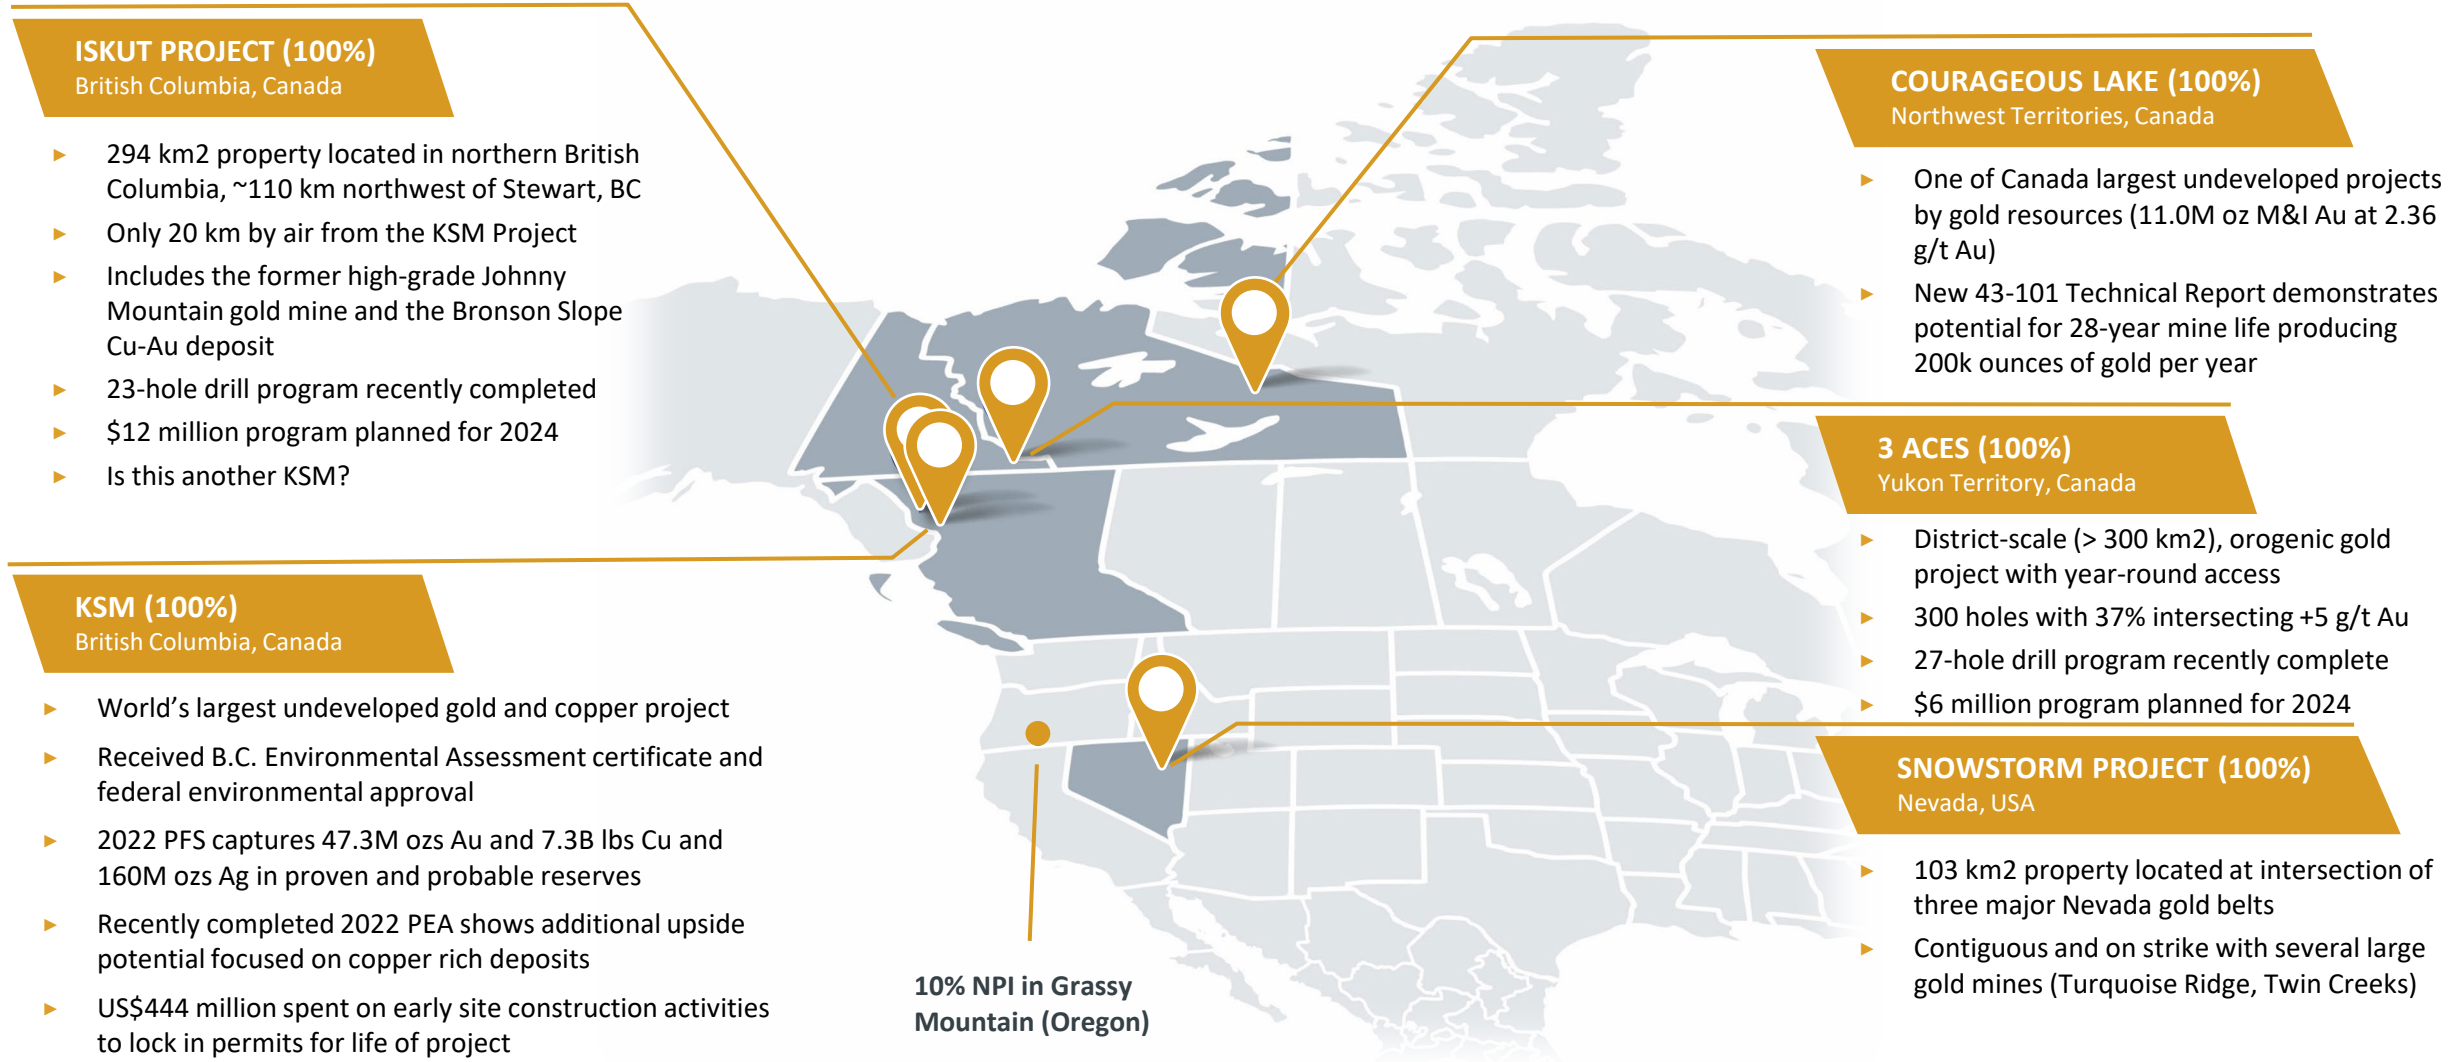 ISKUT PROJECT (100%)
British Columbia, Canada
► 294 km2 property located in northern British
Columbia, ~110 km northwest of Stewart, BC
► Only 20 km by air from the KSM Project
► Includes the former high-grade Johnny
Mountain gold mine and the Bronson Slope
Cu-Au deposit
► 23-hole drill program recently completed
► $12 million program planned for 2024
► Is this another KSM?
KSM (100%)
British Columbia, Canada
► World’s largest undeveloped gold and copper project
► Received B.C. Environmental Assessment certificate and
federal environmental approval
► 2022 PFS captures 47.3M ozs Au and 7.3B lbs Cu and
160M ozs Ag in proven and probable reserves
► Recently completed 2022 PEA shows additional upside
potential focused on copper rich deposits
► US$444 million spent on early site construction activities
to lock in permits for life of project
10% NPI in Grassy
Mountain (Oregon)
COURAGEOUS LAKE (100%)
Northwest Territories, Canada
► One of Canada largest undeveloped projects
by gold resources (11.0M oz M&I Au at 2.36
g/t Au)
► New 43-101 Technical Report demonstrates
potential for 28-year mine life producing
200k ounces of gold per year
3 ACES (100%)
Yukon Territory, Canada
► District-scale (> 300 km2), orogenic gold
project with year-round access
► 300 holes with 37% intersecting +5 g/t Au
► 27-hole drill program recently complete
► $6 million program planned for 2024
SNOWSTORM PROJECT (100%)
Nevada, USA
► 103 km2 property located at intersection of
three major Nevada gold belts
► Contiguous and on strike with several large
gold mines (Turquoise Ridge, Twin Creeks)